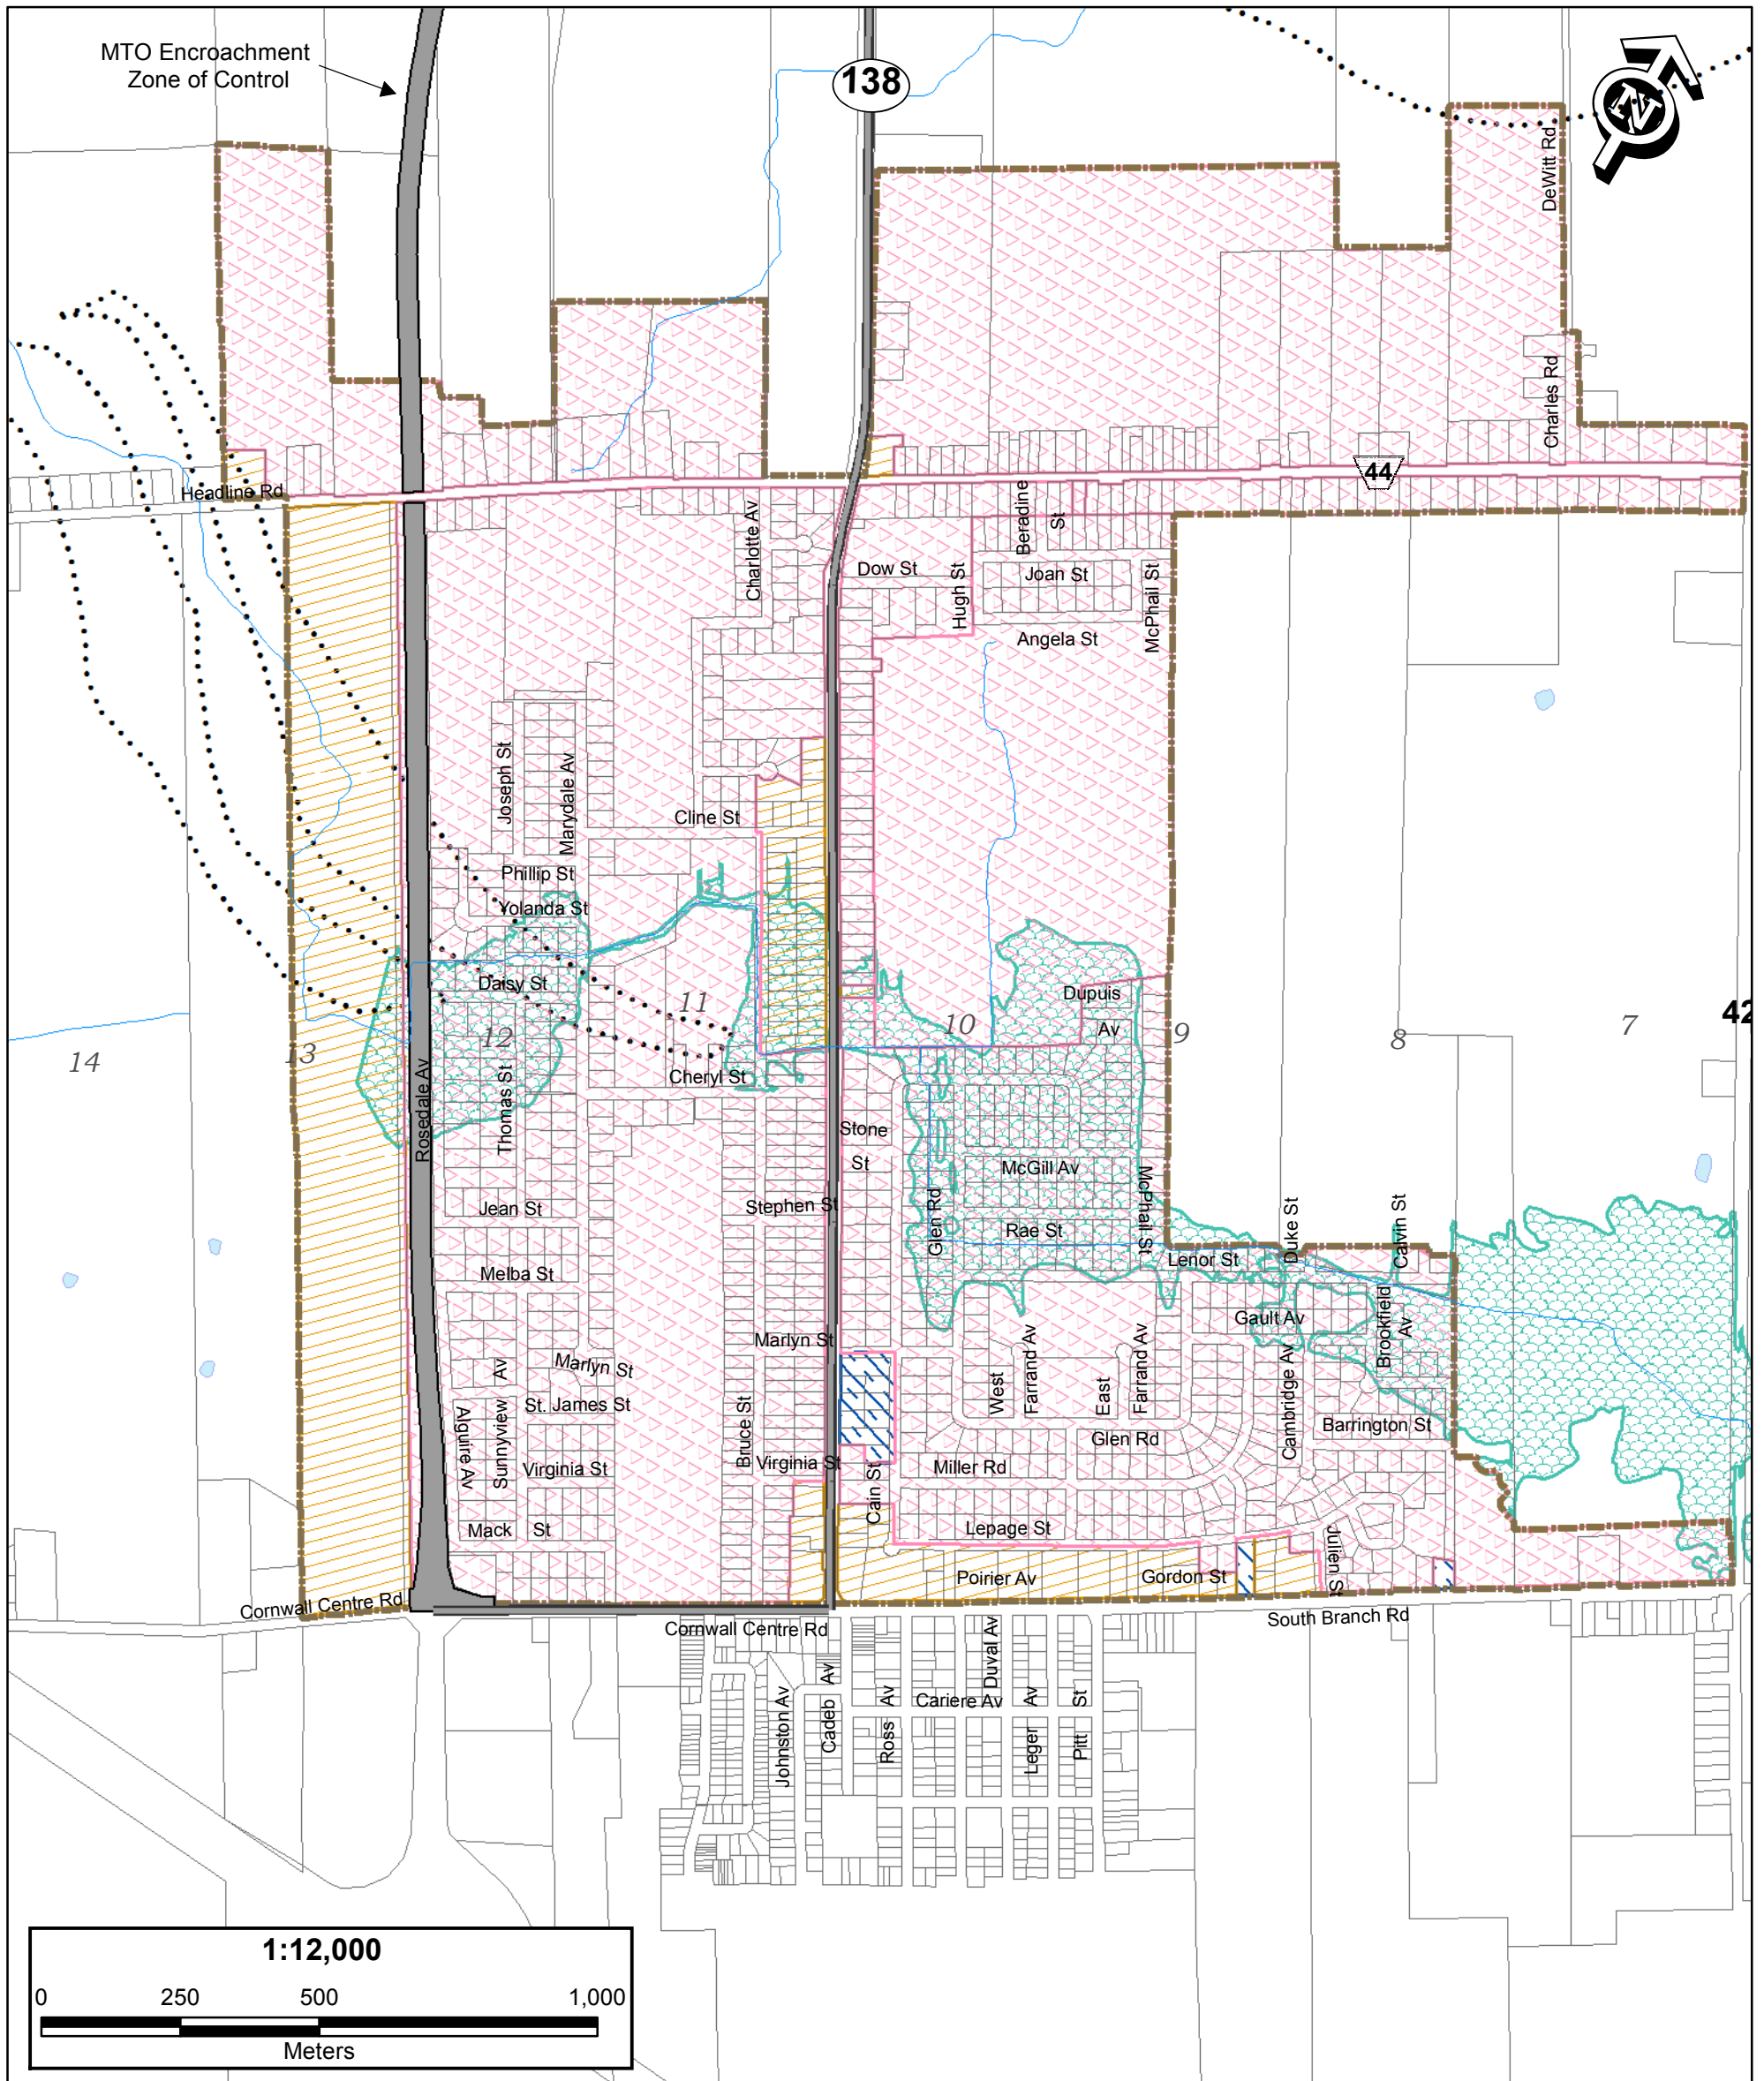 MTO Encroachment
Zone of Control
138
N
DeWitt Rd
Charles Rd
44
Headline Rd
Charlotte Av
Beradine
St
Dow St
Hugh St
Joan St
McPhail St
Angela St
Joseph St
Marydale Av
Cline St
Phillip St
Yolanda St
Daisy St
11
Dupuis
Av
10
9
8
7
42
14
13
12
Rosedale Av
Thomas St
Cheryl St
Stone
St
McGill Av
McPhail St
Glen Rd
Rae St
Jean St
Stephen St
Duke St
Calvin St
Lenor St
Melba St
Gault Av
Brookfield
Av
Marlyn St
Marlyn St
West
Farrand Av
East
Farrand Av
Cambridge Av
Sunnyview
Av
St. James St
Alguire Av
Bruce St
Barrington St
Glen Rd
Virginia St
Virginia St
Miller Rd
Cain St
Mack St
Lepage St
Julien St
Poirier Av
Gordon St
Cornwall Centre Rd
Cornwall Centre Rd
South Branch Rd
Duval Av
Cariere Av
Johnston Av
Cadeb Av
Ross Av
Leger Av
Pitt St
1:12,000
0 250 500 1,000
Meters